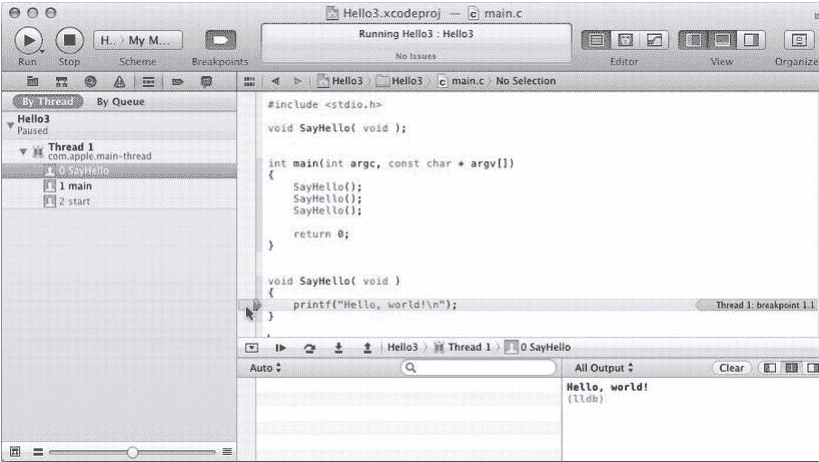 Hello3.xcodeproj — main.c
Run Stop H.. My M... Scheme Breakpoints
Running Hello3 : Hello3
No Issues
Editor View Organize
Hello3 Hello3 main.c No Selection
By Thread By Queue
Hello3
Paused
Thread 1
com.apple.main-thread
0 SayHello
1 main
2 start
#include <stdio.h>
void SayHello( void );
int main(int argc, const char * argv[])
{
SayHello();
SayHello();
SayHello();
return 0;
}
void SayHello( void )
{
printf("Hello, world!\n");
Thread 1: breakpoint 1.1
}
Hello3 Thread 1 0 SayHello
Auto
All Output Clear
Hello, world!
(lldb)